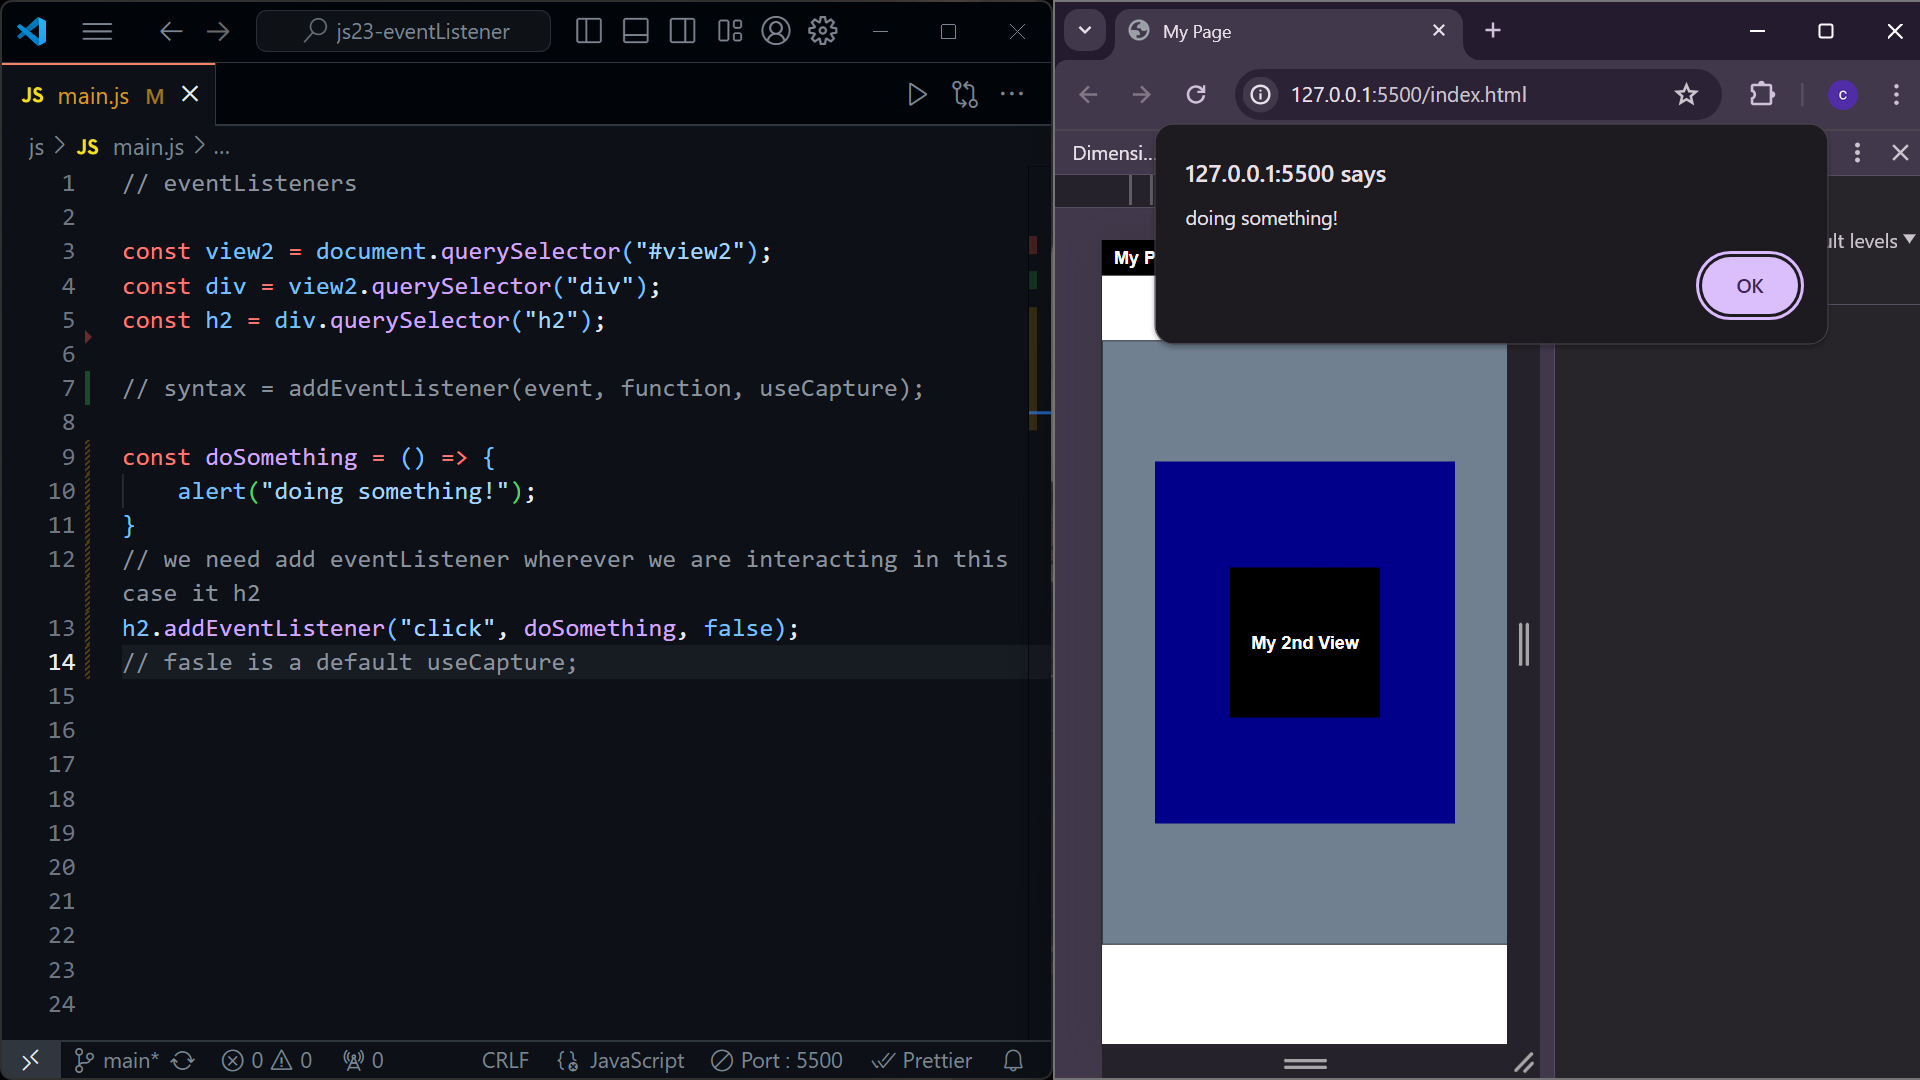 js23-eventListener
JS main.js M
js > JS main.js > ...
1 // eventListeners
2
3 const view2 = document.querySelector("#view2");
4 const div = view2.querySelector("div");
5 const h2 = div.querySelector("h2");
6
7 // syntax = addEventListener(event, function, useCapture);
8
9 const doSomething = () => {
10 alert("doing something!");
11 }
12 // we need add eventListener wherever we are interacting in this
case it h2
13 h2.addEventListener("click", doSomething, false);
14 // fasle is a default useCapture;
15
16
17
18
19
20
21
22
23
24
main* 0 0 0 CRLF JavaScript Port : 5500 Prettier
My Page
127.0.0.1:5500/index.html
c
Dimensi...
127.0.0.1:5500 says
doing something!
OK
ult levels
My P
My 2nd View